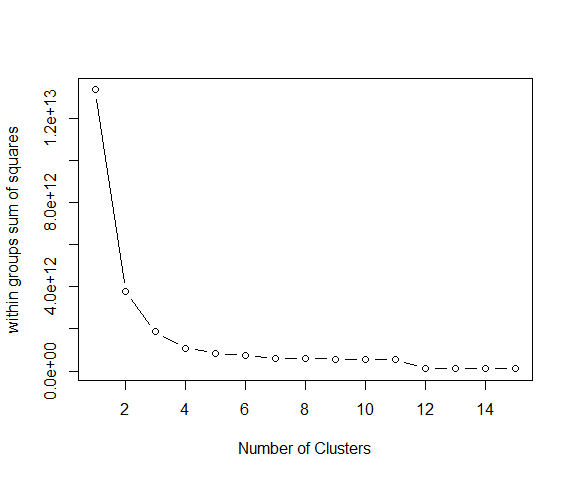 within groups sum of squares
0.0e+00 4.0e+12 8.0e+12 1.2e+13
2 4 6 8 10 12 14
Number of Clusters